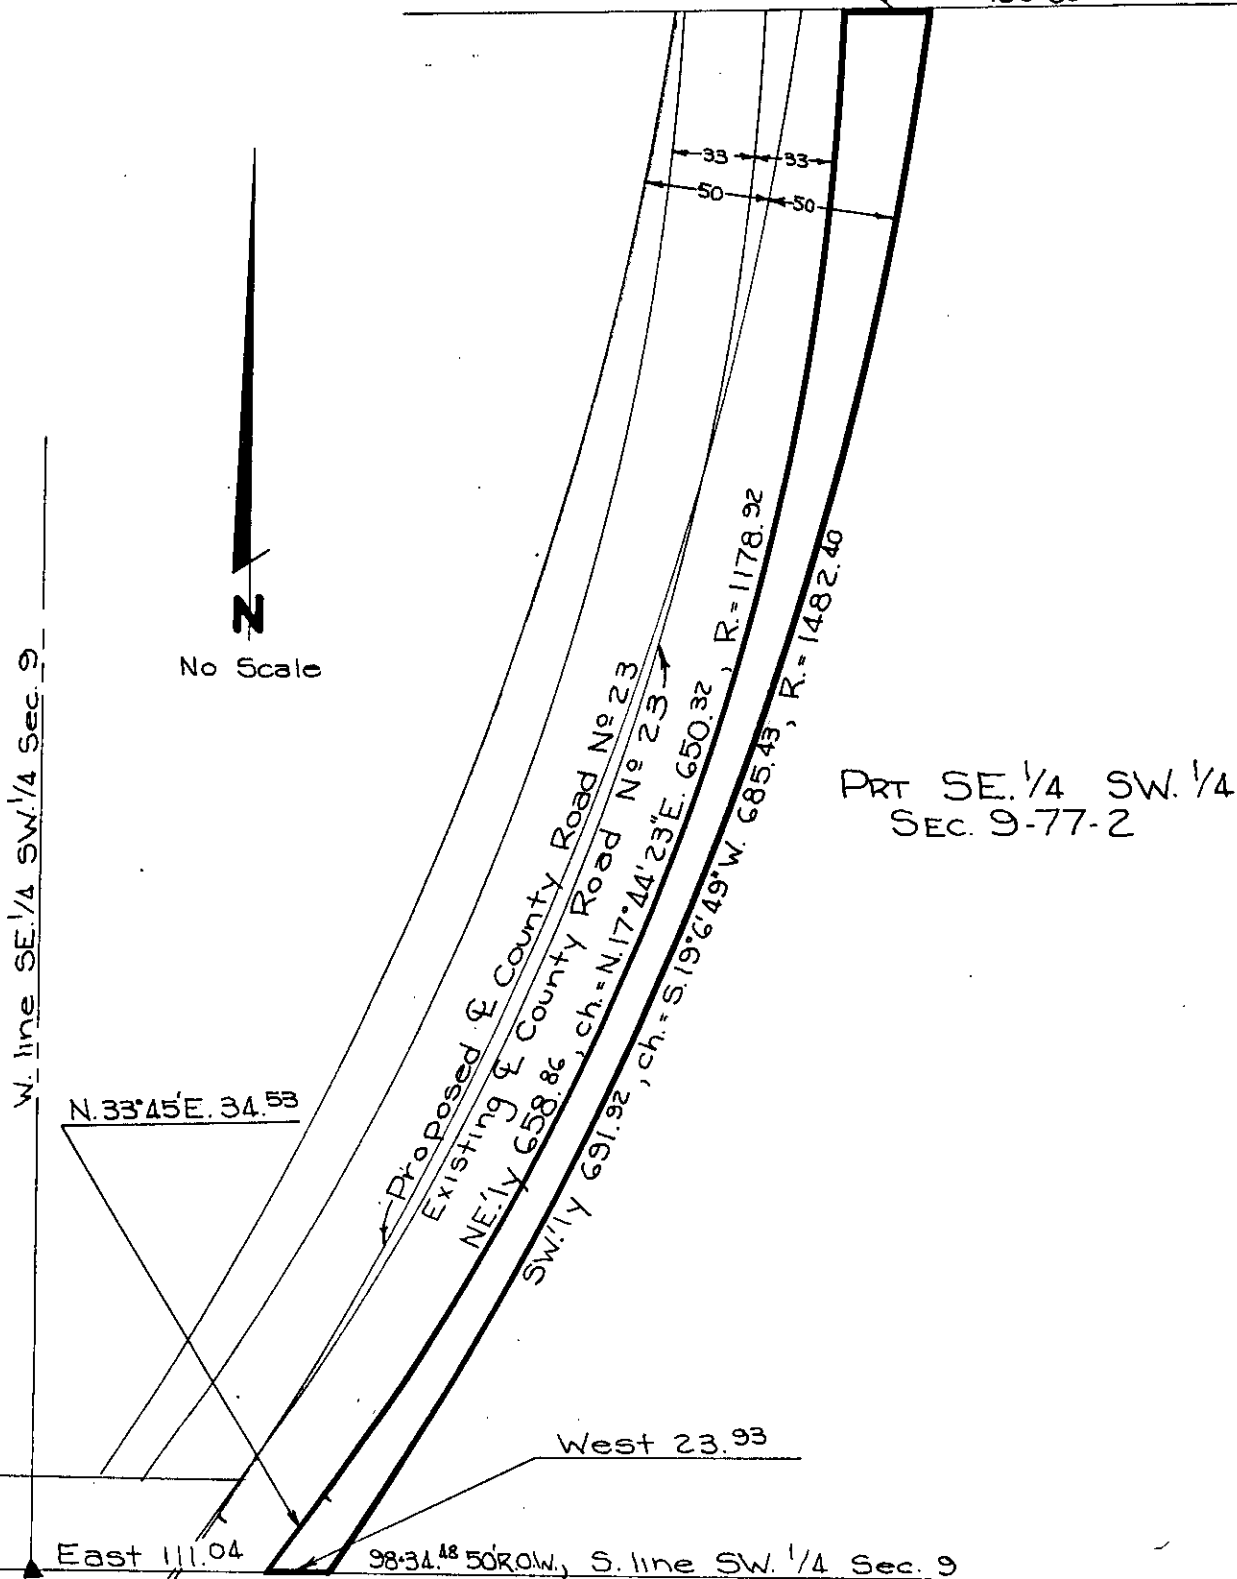 33
33
50
50
N
No Scale
W. line SE.1/4 SW.1/4 Sec. 9
Proposed ℄ County Road Nº 23
Existing ℄ County Road Nº 23
NE.'ly 658.86, ch.= N.17°44'23"E. 650.32, R.= 1178.92
SW.'ly 691.92, ch.= S.19°6'49"W. 685.43, R.= 1482.40
PRT SE.1/4 SW.1/4
SEC. 9-77-2
N.33°45'E. 34.53
West 23.93
East 111.04
98+34.48 50'R.O.W., S. line SW. 1/4 Sec. 9